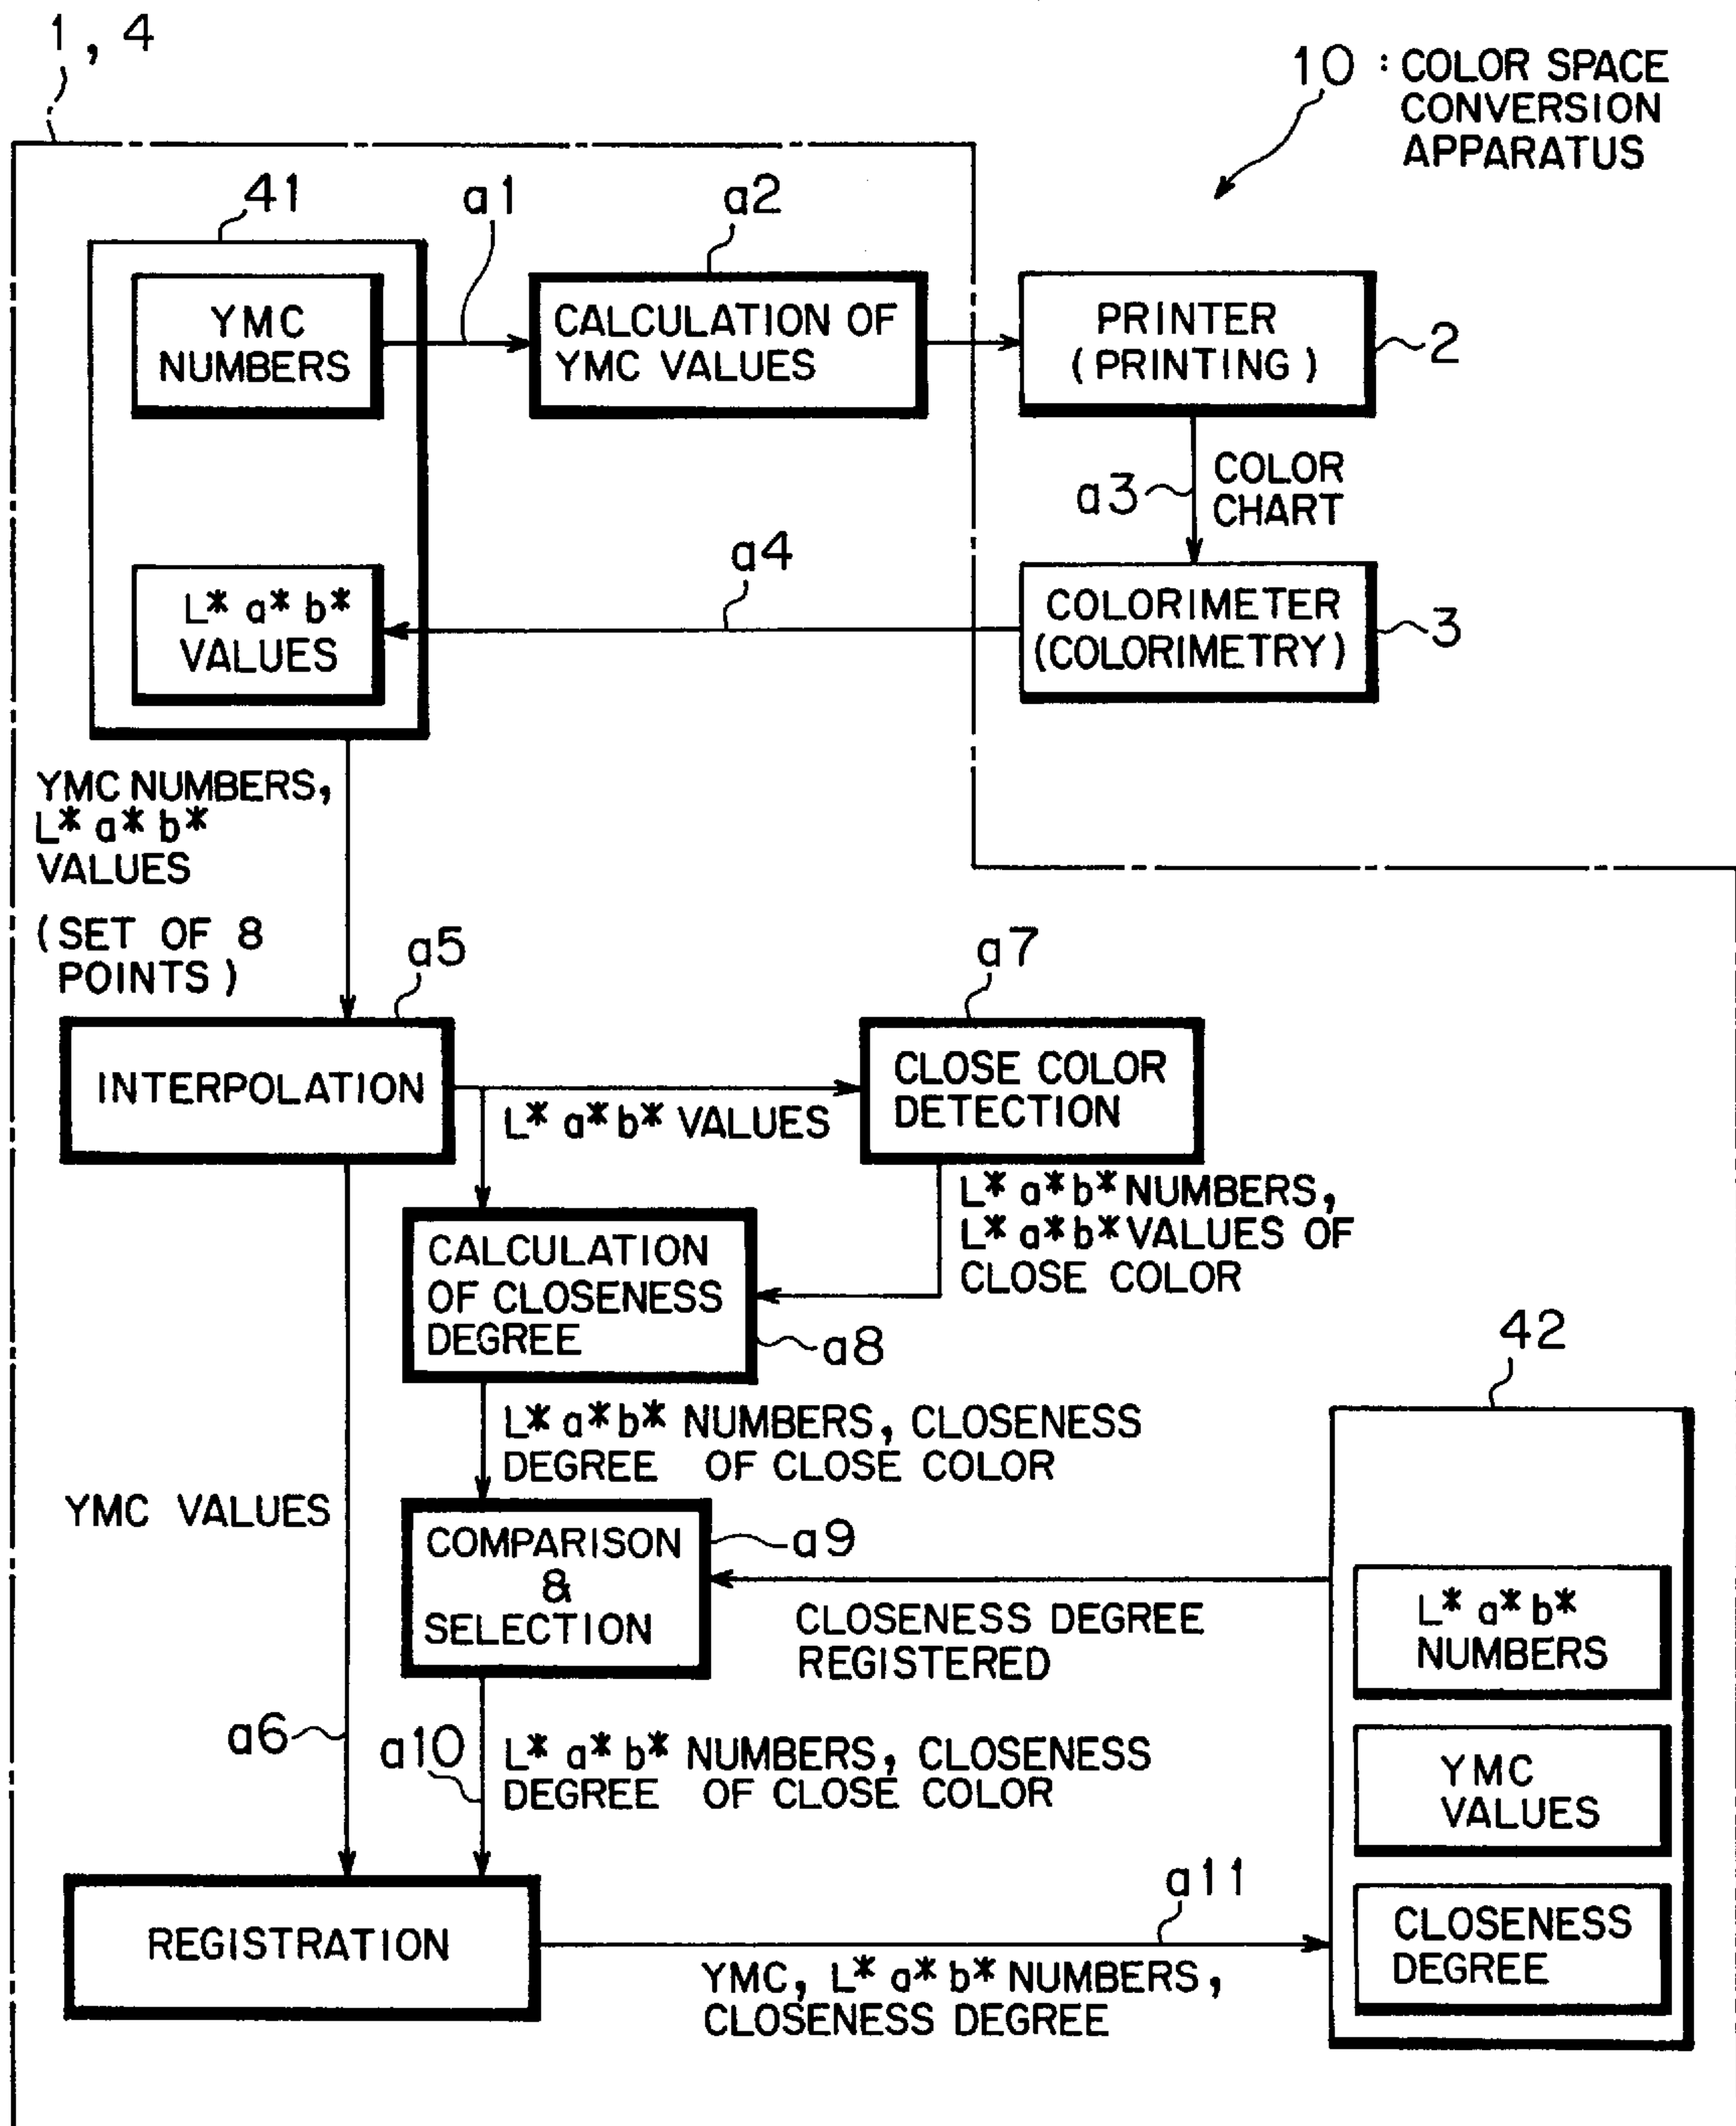 1, 4
10 : COLOR SPACE
CONVERSION
APPARATUS
41
a1
a2
YMC
NUMBERS
CALCULATION OF
YMC VALUES
PRINTER
(PRINTING)
2
a3
COLOR
CHART
a4
L* a* b*
VALUES
COLORIMETER
(COLORIMETRY)
3
YMC NUMBERS,
L* a* b*
VALUES
(SET OF 8
POINTS)
a5
a7
INTERPOLATION
L* a* b* VALUES
CLOSE COLOR
DETECTION
L* a* b* NUMBERS,
L* a* b* VALUES OF
CLOSE COLOR
CALCULATION
OF CLOSENESS
DEGREE
a8
42
L* a* b* NUMBERS, CLOSENESS
DEGREE OF CLOSE COLOR
YMC VALUES
COMPARISON
&
SELECTION
a9
CLOSENESS DEGREE
REGISTERED
L* a* b*
NUMBERS
a6
a10
L* a* b* NUMBERS, CLOSENESS
DEGREE OF CLOSE COLOR
YMC
VALUES
REGISTRATION
a11
YMC, L* a* b* NUMBERS,
CLOSENESS DEGREE
CLOSENESS
DEGREE